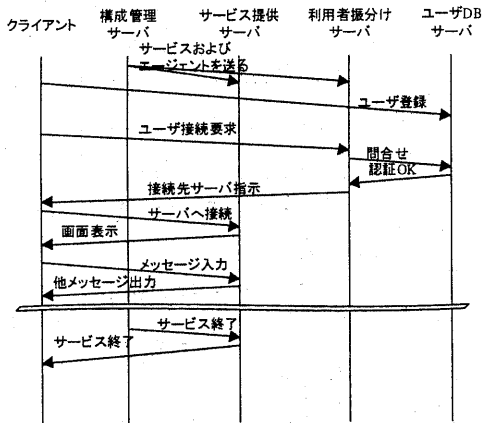 クライアント
構成管理
サーバ
サービス提供
サーバ
利用者振分け
サーバ
ユーザDB
サーバ
サービスおよび
エージェントを送る
ユーザ登録
ユーザ接続要求
問合せ
認証OK
接続先サーバ指示
サーバへ接続
画面表示
メッセージ入力
他メッセージ出力
サービス終了
サービス終了